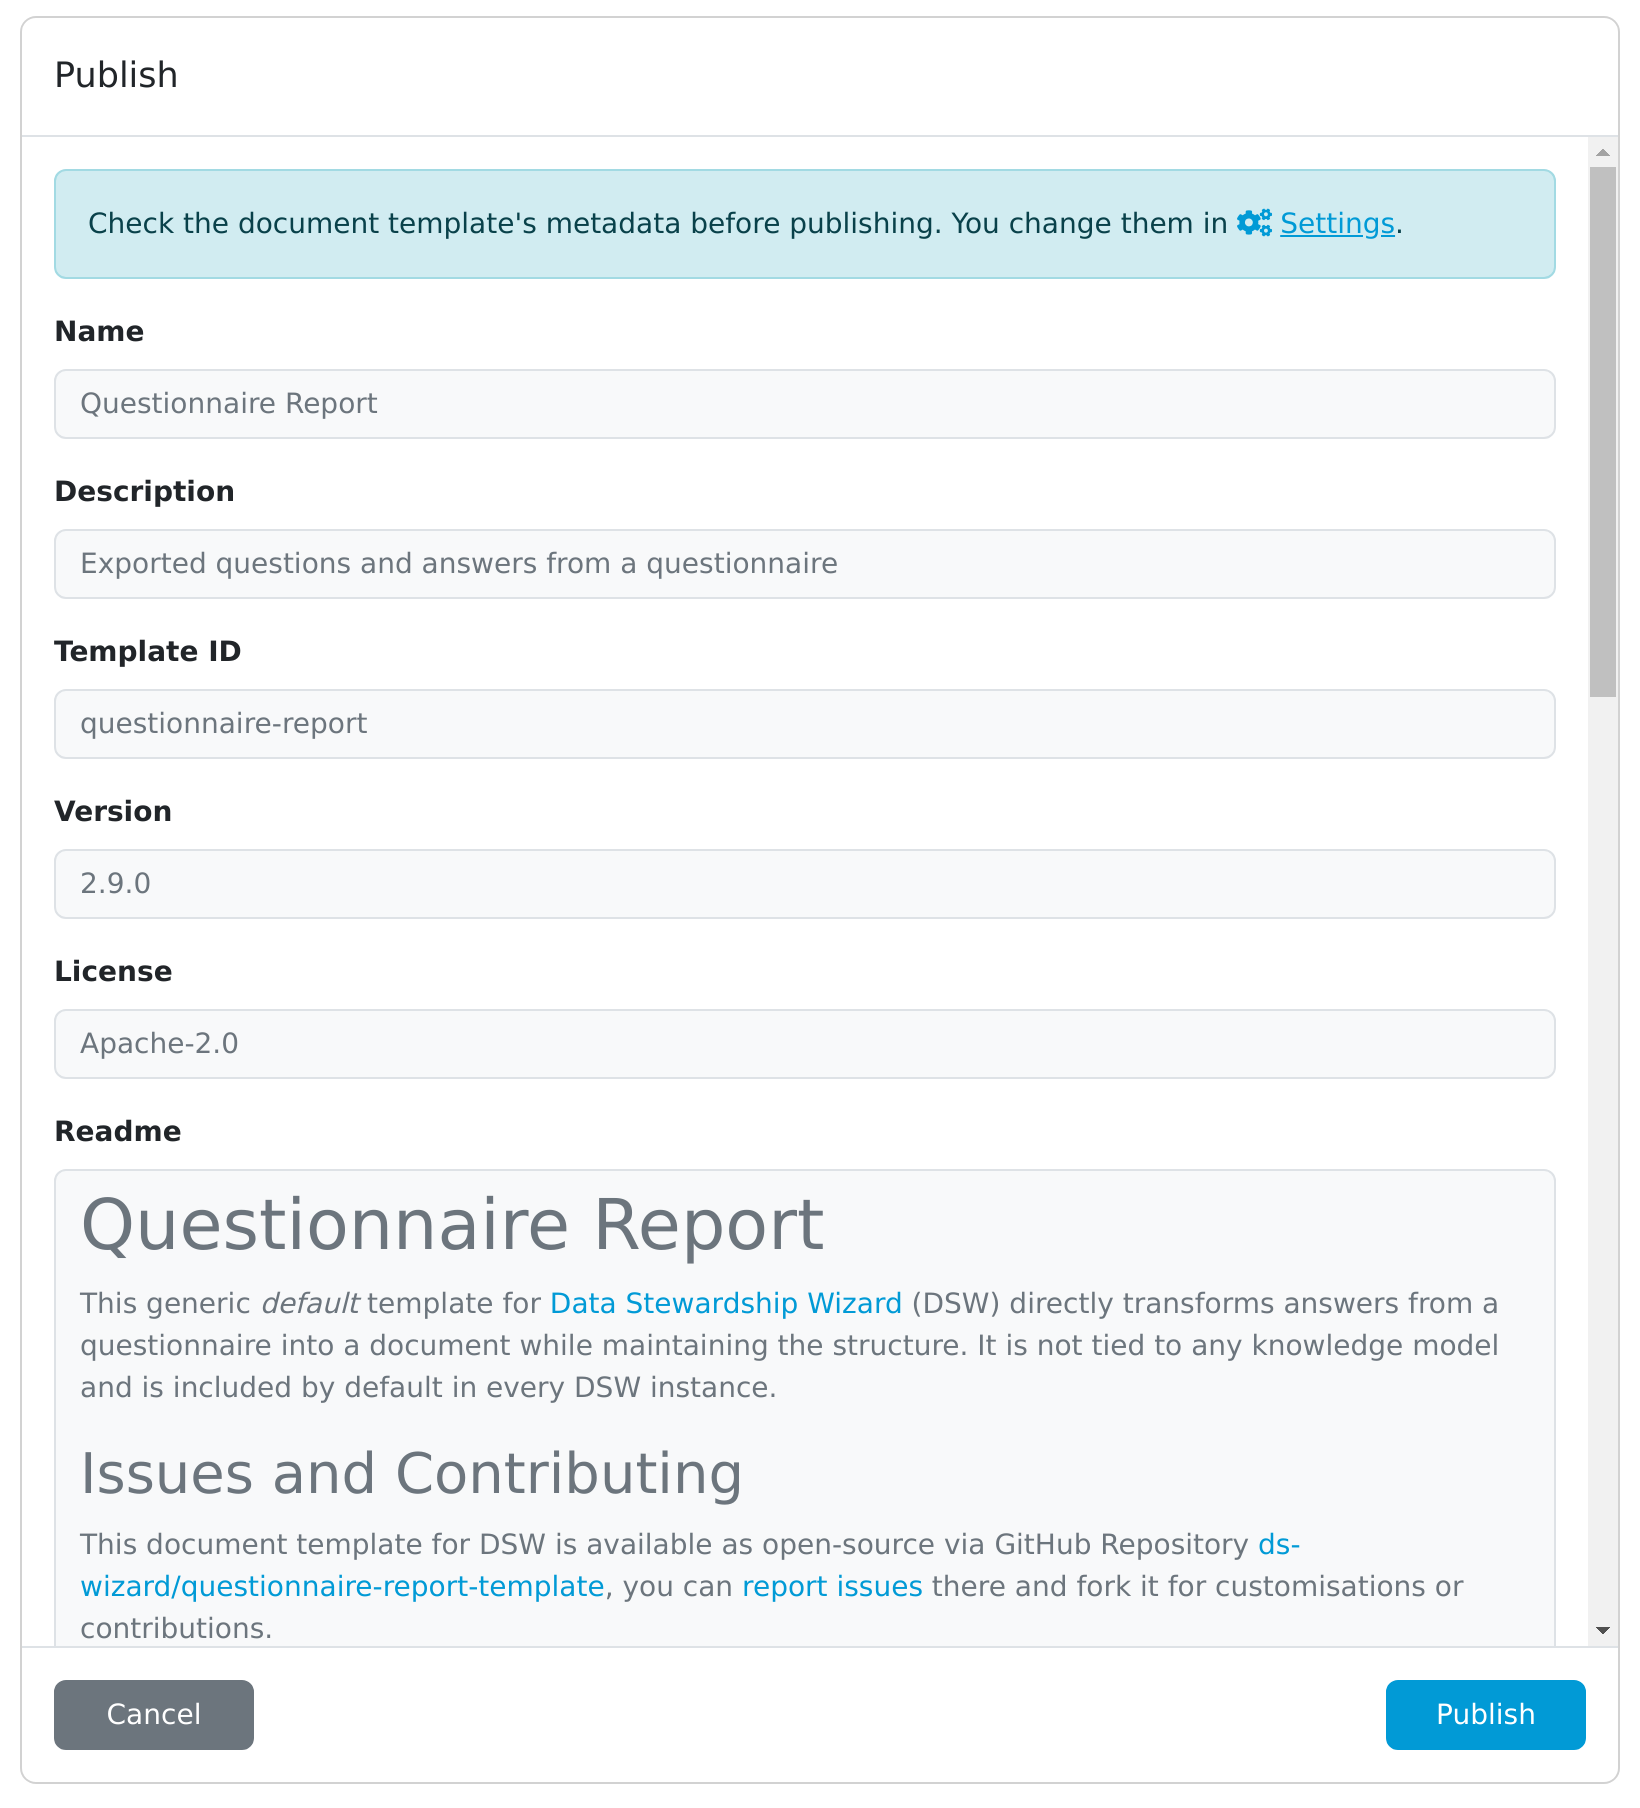 Publish
Check the document template's metadata before publishing. You change them in Settings.
Name
Questionnaire Report
Description
Exported questions and answers from a questionnaire
Template ID
questionnaire-report
Version
2.9.0
License
Apache-2.0
Readme
Questionnaire Report
This generic default template for Data Stewardship Wizard (DSW) directly transforms answers from a
questionnaire into a document while maintaining the structure. It is not tied to any knowledge model
and is included by default in every DSW instance.
Issues and Contributing
This document template for DSW is available as open-source via GitHub Repository ds-
wizard/questionnaire-report-template, you can report issues there and fork it for customisations or
contributions.
Cancel
Publish